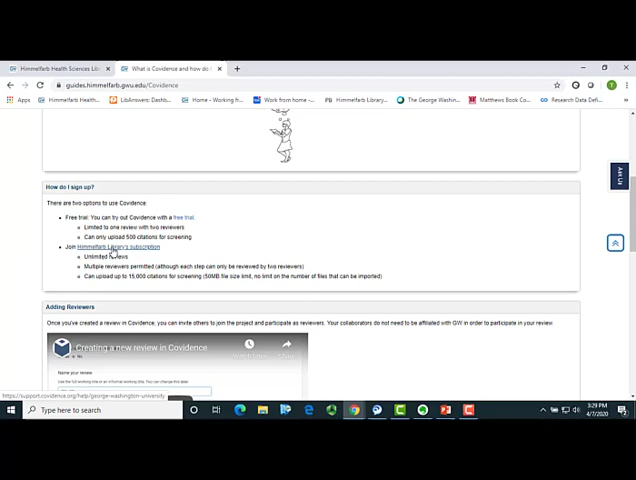 Himmelfarb Health Sciences Lib
What is Covidence and how do I
guides.himmelfarb.gwu.edu/Covidence
Apps
Himmelfarb Health...
LibAnswers: Dashb...
Home - Working fr...
Work from home -...
Himmelfarb Library...
The George Washin...
Matthews Book Co...
Research Data Defi...
Ask Us
How do I sign up?
There are two options to use Covidence:
Free trial: You can try out Covidence with a free trial.
Limited to one review with two reviewers
Can only upload 500 citations for screening
Join Himmelfarb Library's subscription
Unlimited reviews
Multiple reviewers permitted (although each step can only be reviewed by two reviewers)
Can upload up to 15,000 citations for screening (50MB file size limit, no limit on the number of files that can be imported).
Adding Reviewers
Once you've created a review in Covidence, you can invite others to join the project and participate as reviewers. Your collaborators do not need to be affiliated with GW in order to participate in your review
Creating a new review in Covidence
Watch later
Share
No
Name your review
https://support.covidence.org/help/george-washington-university
Type here to search
3:29 PM
4/7/2020